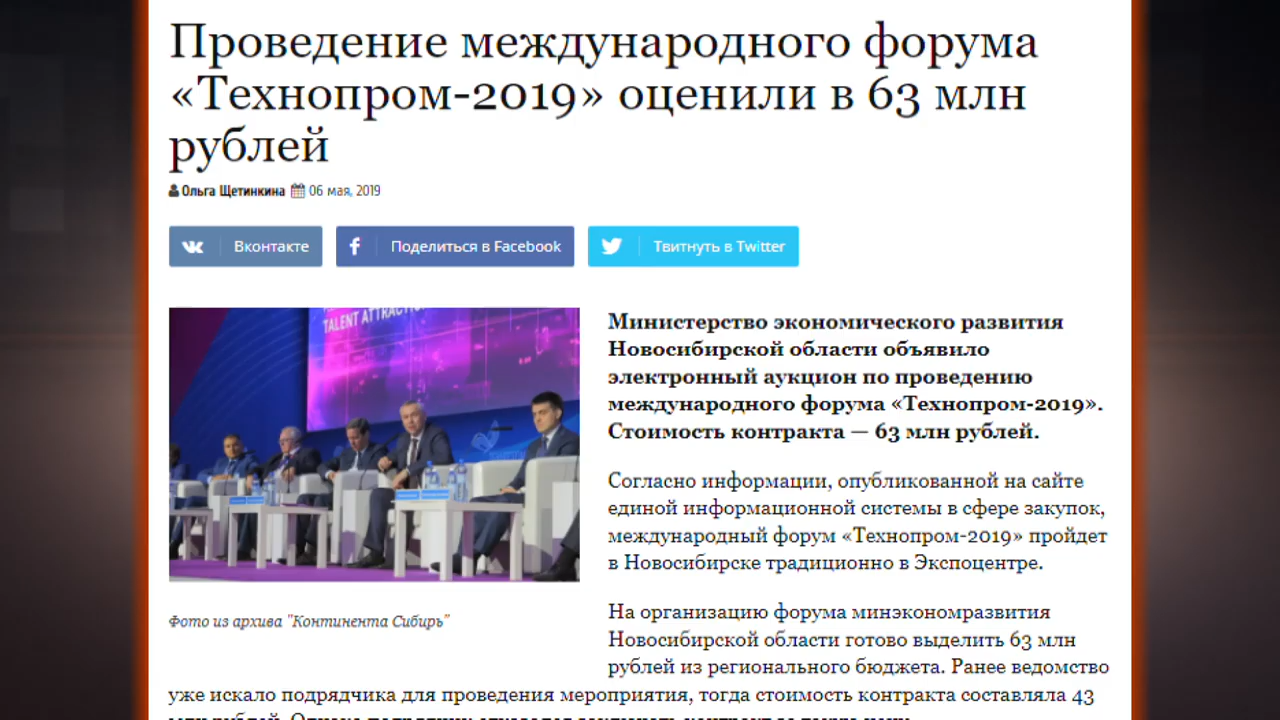 Проведение международного форума
«Технопром-2019» оценили в 63 млн
рублей
Ольга Щетинкина 06 мая, 2019
Вконтакте
Поделиться в Facebook
Твитнуть в Twitter
TALENT ATTRACTION
Министерство экономического развития
Новосибирской области объявило
электронный аукцион по проведению
международного форума «Технопром-2019».
Стоимость контракта — 63 млн рублей.
Согласно информации, опубликованной на сайте
единой информационной системы в сфере закупок,
международный форум «Технопром-2019» пройдет
в Новосибирске традиционно в Экспоцентре.
Фото из архива "Континента Сибирь"
На организацию форума минэкономразвития
Новосибирской области готово выделить 63 млн
рублей из регионального бюджета. Ранее ведомство
уже искало подрядчика для проведения мероприятия, тогда стоимость контракта составляла 43